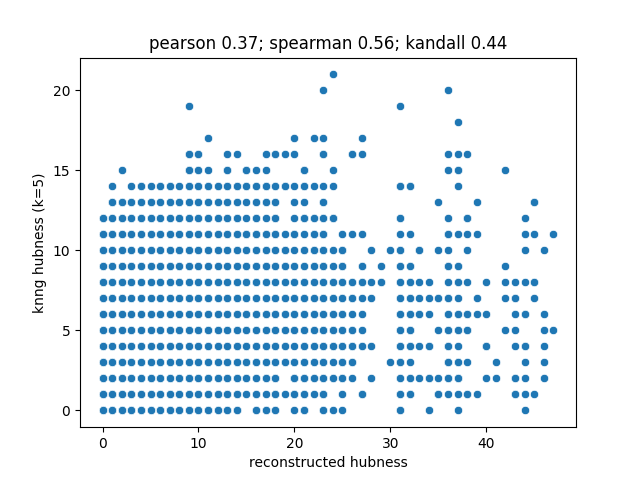 pearson 0.37; spearman 0.56; kandall 0.44
20
15
10
5
0
knng hubness (k=5)
0 10 20 30 40
reconstructed hubness